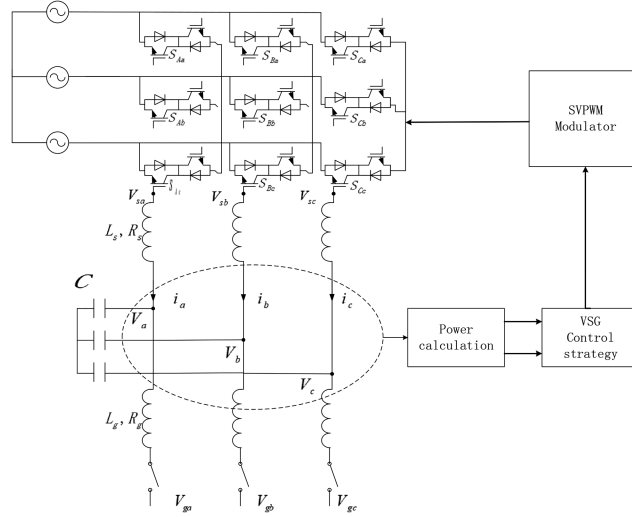 S_Aa S_Ba S_Ca
S_Ab S_Bb S_Cb
S_Bc S_Cc
SVPWM
Modulator
V_sa V_sb V_sc
L_s, R_s
C
i_a i_b i_c
V_a
V_b
V_c
Power
calculation
VSG
Control
strategy
L_g, R_g
V_ga V_gb V_gc